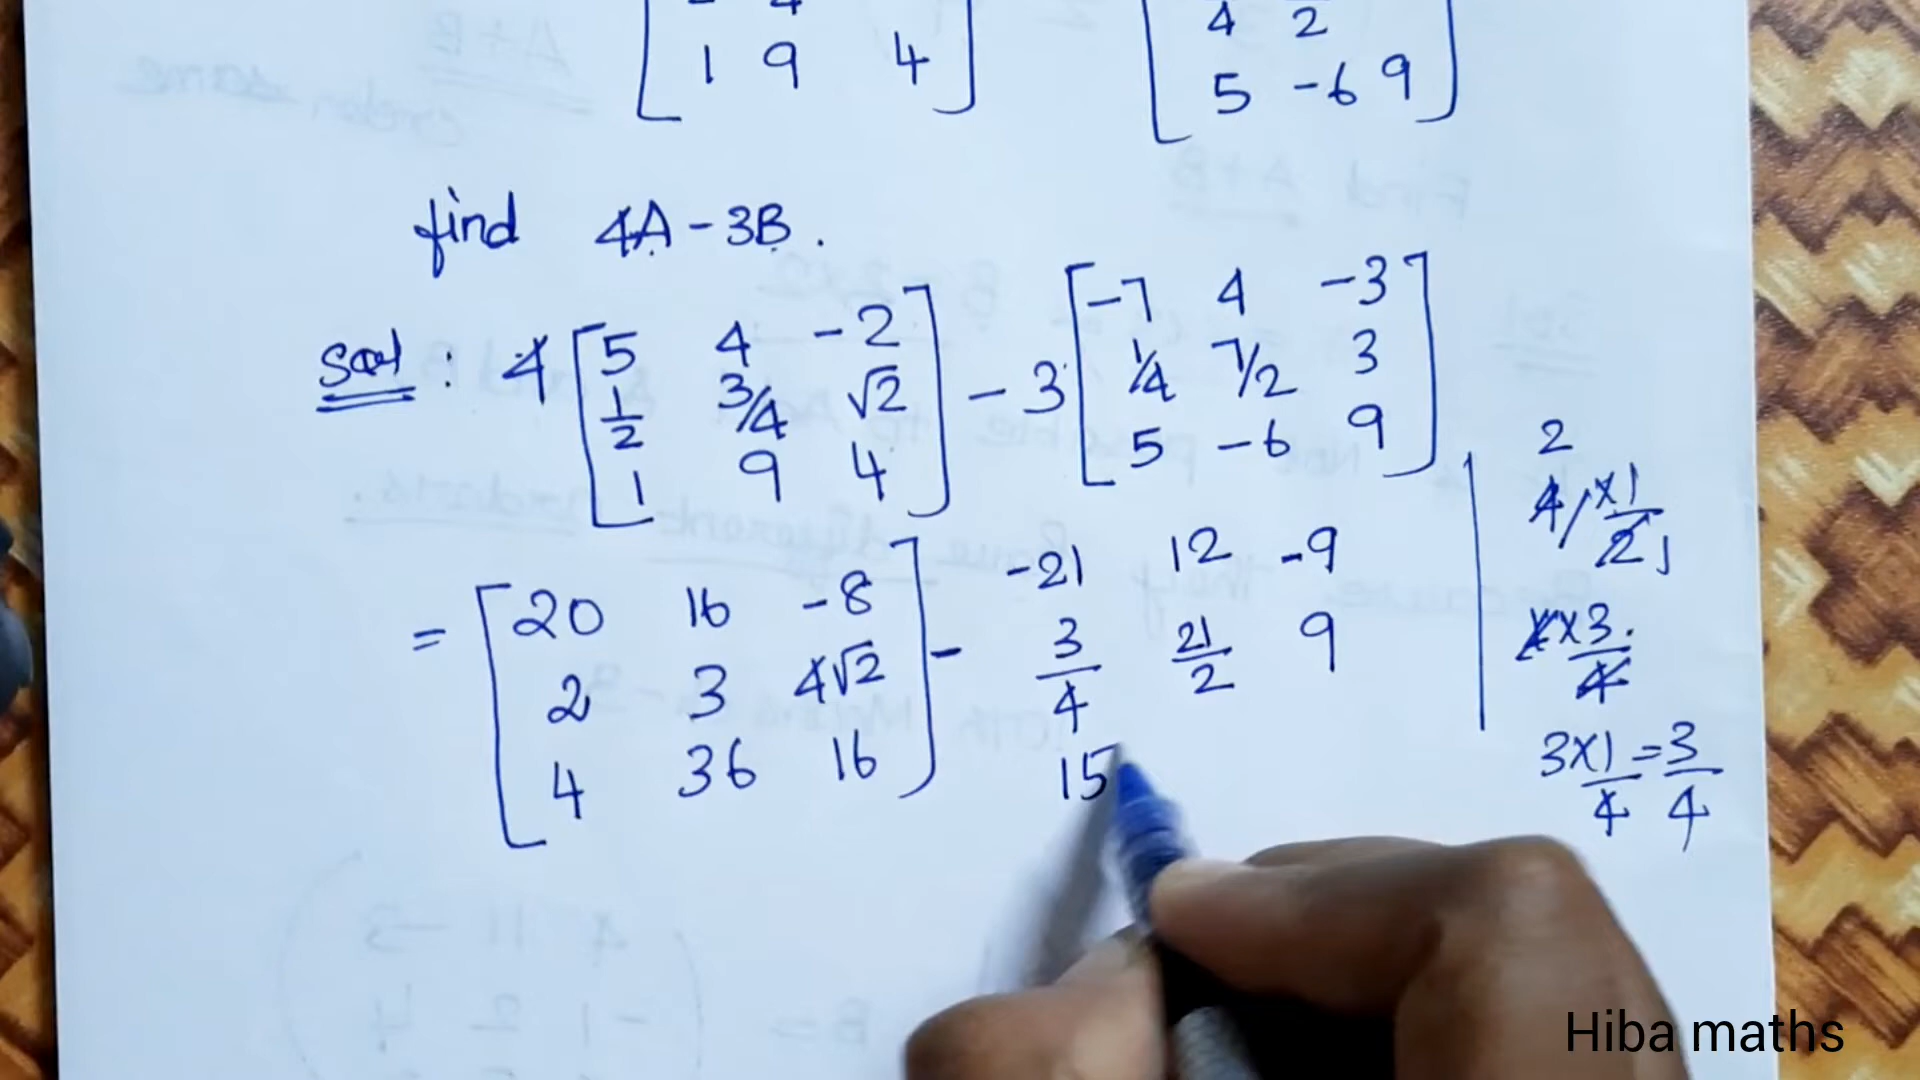 1 9 4
4 2
5 -6 9
find 4A - 3B.
Sol : 4 [ 5 4 -2 ] - 3 [ -7 4 -3 ]
1/2 3/4 √2 1/4 7/2 3
1 9 4 5 -6 9
= [ 20 16 -8 ] - -21 12 -9
2 3 4√2 3/4 21/2 9
4 36 16 15
2
4 × 1/2 1
4 × 3/4
3×1/4 = 3/4
Hiba maths